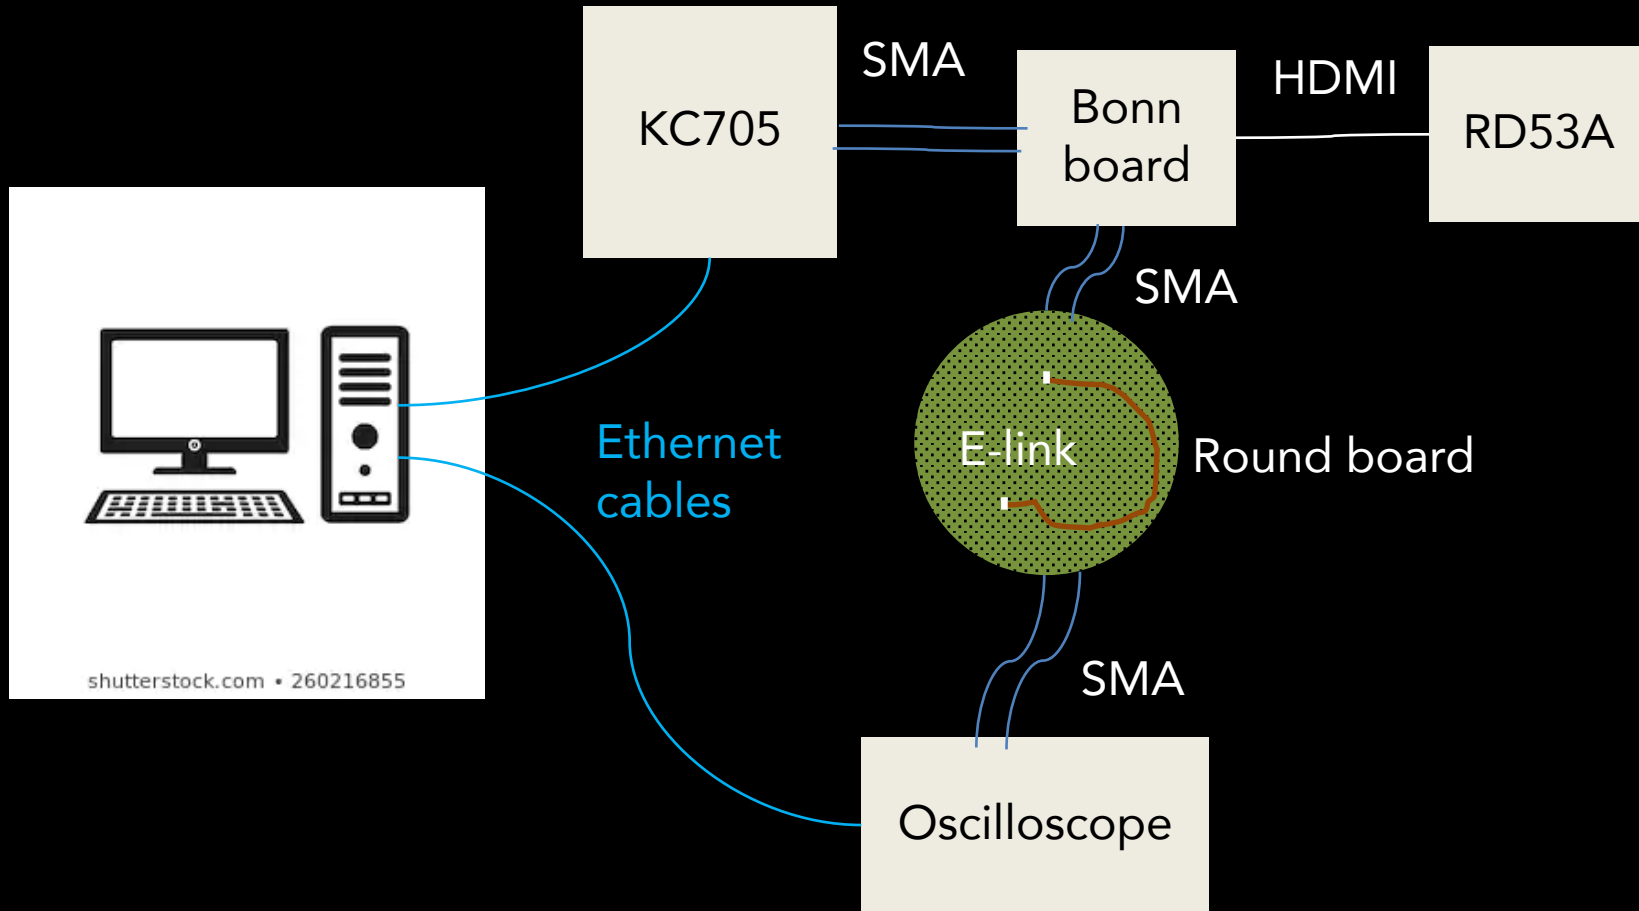 KC705
SMA
Bonn
board
HDMI
RD53A
SMA
Ethernet
cables
E-link
Round board
shutterstock.com • 260216855
SMA
Oscilloscope